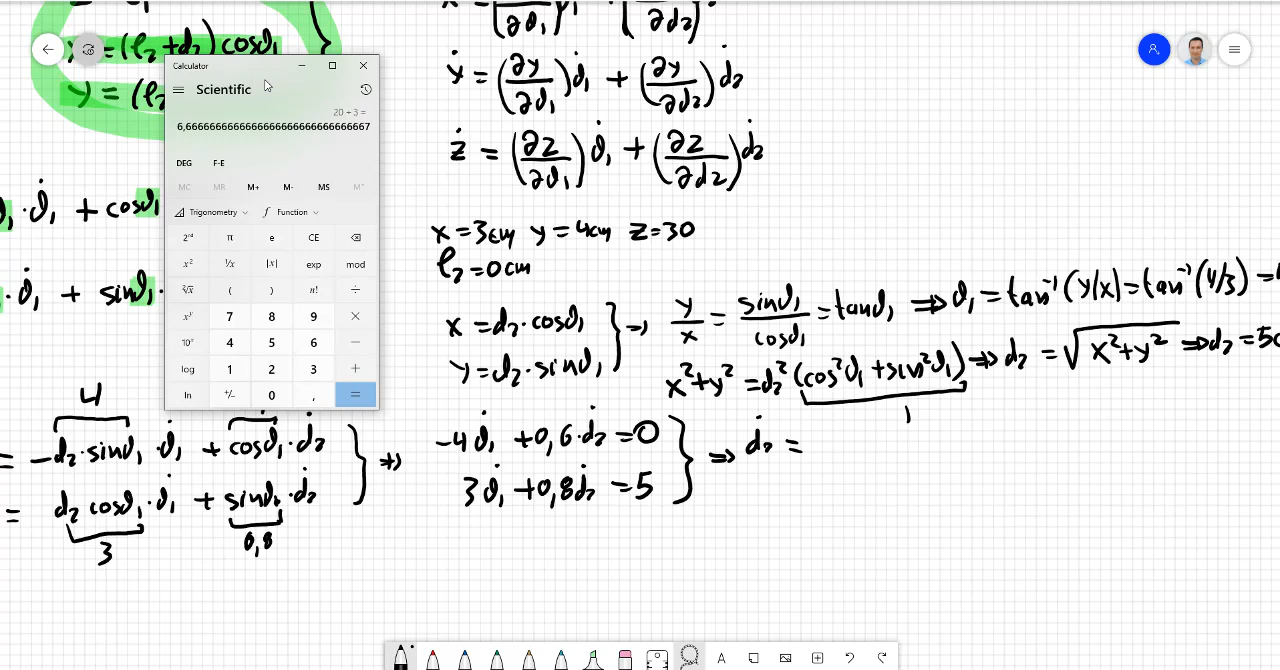 x = (l₂+d₂) cosϑ₁
y = (l₂
Calculator
Scientific
20 ÷ 3 =
6,6666666666666666666666666666667
DEG F-E
MC MR M+ M- MS M˅
Trigonometry f Function
2ⁿᵈ π e CE
x² ¹/x |x| exp mod
²√x ( ) n! ÷
xʸ 7 8 9 ×
10ˣ 4 5 6 −
log 1 2 3 +
ln +/− 0 , =
ẏ = (∂y/∂ϑ₁) ϑ̇₁ + (∂y/∂d₂) ḋ₂
ż = (∂z/∂ϑ₁) ϑ̇₁ + (∂z/∂d₂) ḋ₂
· ϑ̇₁ + cosϑ₁
· ϑ̇₁ + sinϑ₁ ·
x = 3cm y = 4cm z = 30
l₂ = 0cm
x = d₂ · cosϑ₁
y = d₂ · sinϑ₁
} ⇒ y/x = sinϑ₁/cosϑ₁ = tanϑ₁ ⇒ ϑ₁ = tan⁻¹(y/x) = tan⁻¹(4/3) =
x²+y² = d₂² (cos²ϑ₁ + sin²ϑ₁) ⇒ d₂ = √(x²+y²) ⇒ d₂ = 5c
1
4
= -d₂ · sinϑ₁ · ϑ̇₁ + cosϑ₁ · ḋ₂
= d₂ cosϑ₁ · ϑ̇₁ + sinϑ₁ · ḋ₂
3 0,8
} ⇒ -4ϑ̇₁ + 0,6 · ḋ₂ = 0
3ϑ̇₁ + 0,8ḋ₂ = 5
} ⇒ ḋ₂ =
A